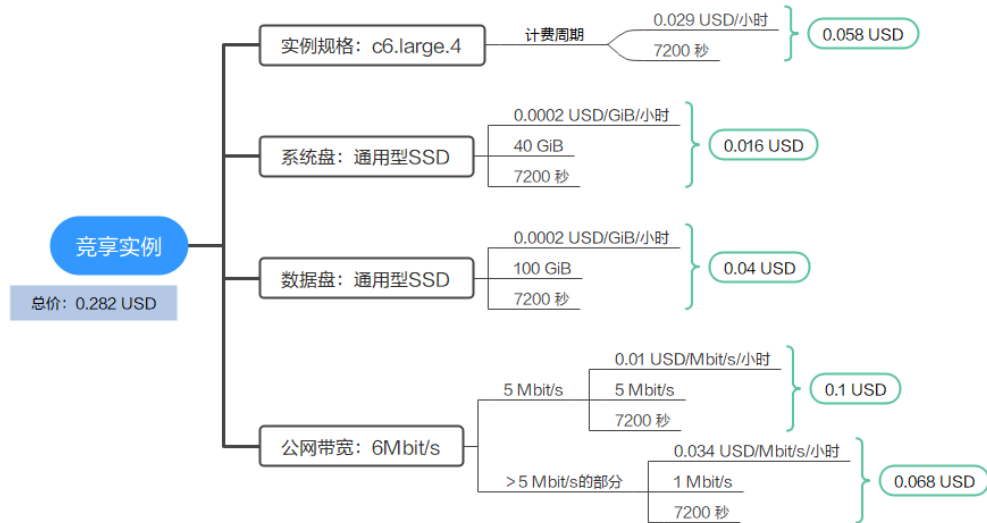 竞享实例
总价：0.282 USD
实例规格：c6.large.4
计费周期
0.029 USD/小时
7200 秒
0.058 USD
系统盘：通用型SSD
0.0002 USD/GiB/小时
40 GiB
7200 秒
0.016 USD
数据盘：通用型SSD
0.0002 USD/GiB/小时
100 GiB
7200 秒
0.04 USD
公网带宽：6Mbit/s
5 Mbit/s
0.01 USD/Mbit/s/小时
5 Mbit/s
7200 秒
0.1 USD
>5 Mbit/s的部分
0.034 USD/Mbit/s/小时
1 Mbit/s
7200 秒
0.068 USD